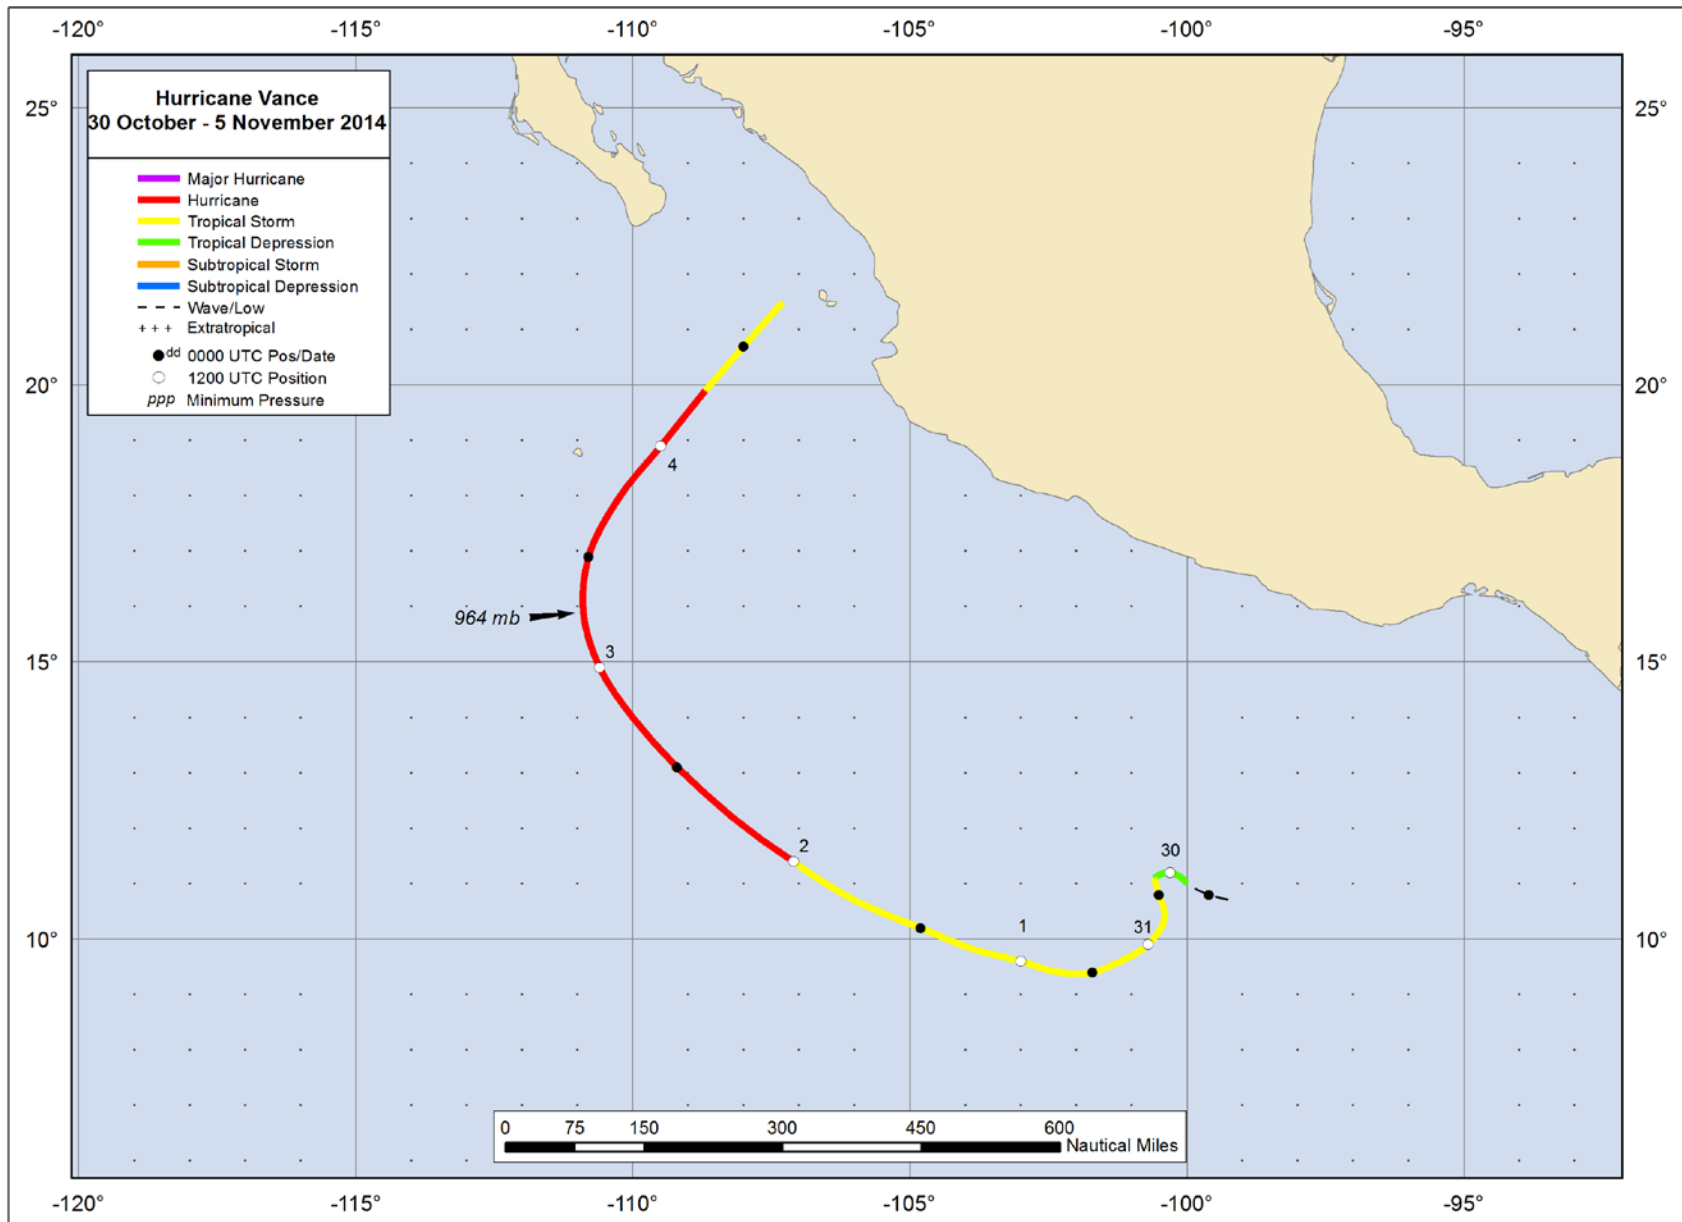 -120° -115° -110° -105° -100° -95°
Hurricane Vance
30 October - 5 November 2014
25° 25°
Major Hurricane
Hurricane
Tropical Storm
Tropical Depression
Subtropical Storm
Subtropical Depression
Wave/Low
+++ Extratropical
dd 0000 UTC Pos/Date
1200 UTC Position
ppp Minimum Pressure
20° 20°
4
964 mb
3
15° 15°
2
30
1
31
10° 10°
0 75 150 300 450 600
Nautical Miles
-120° -115° -110° -105° -100° -95°